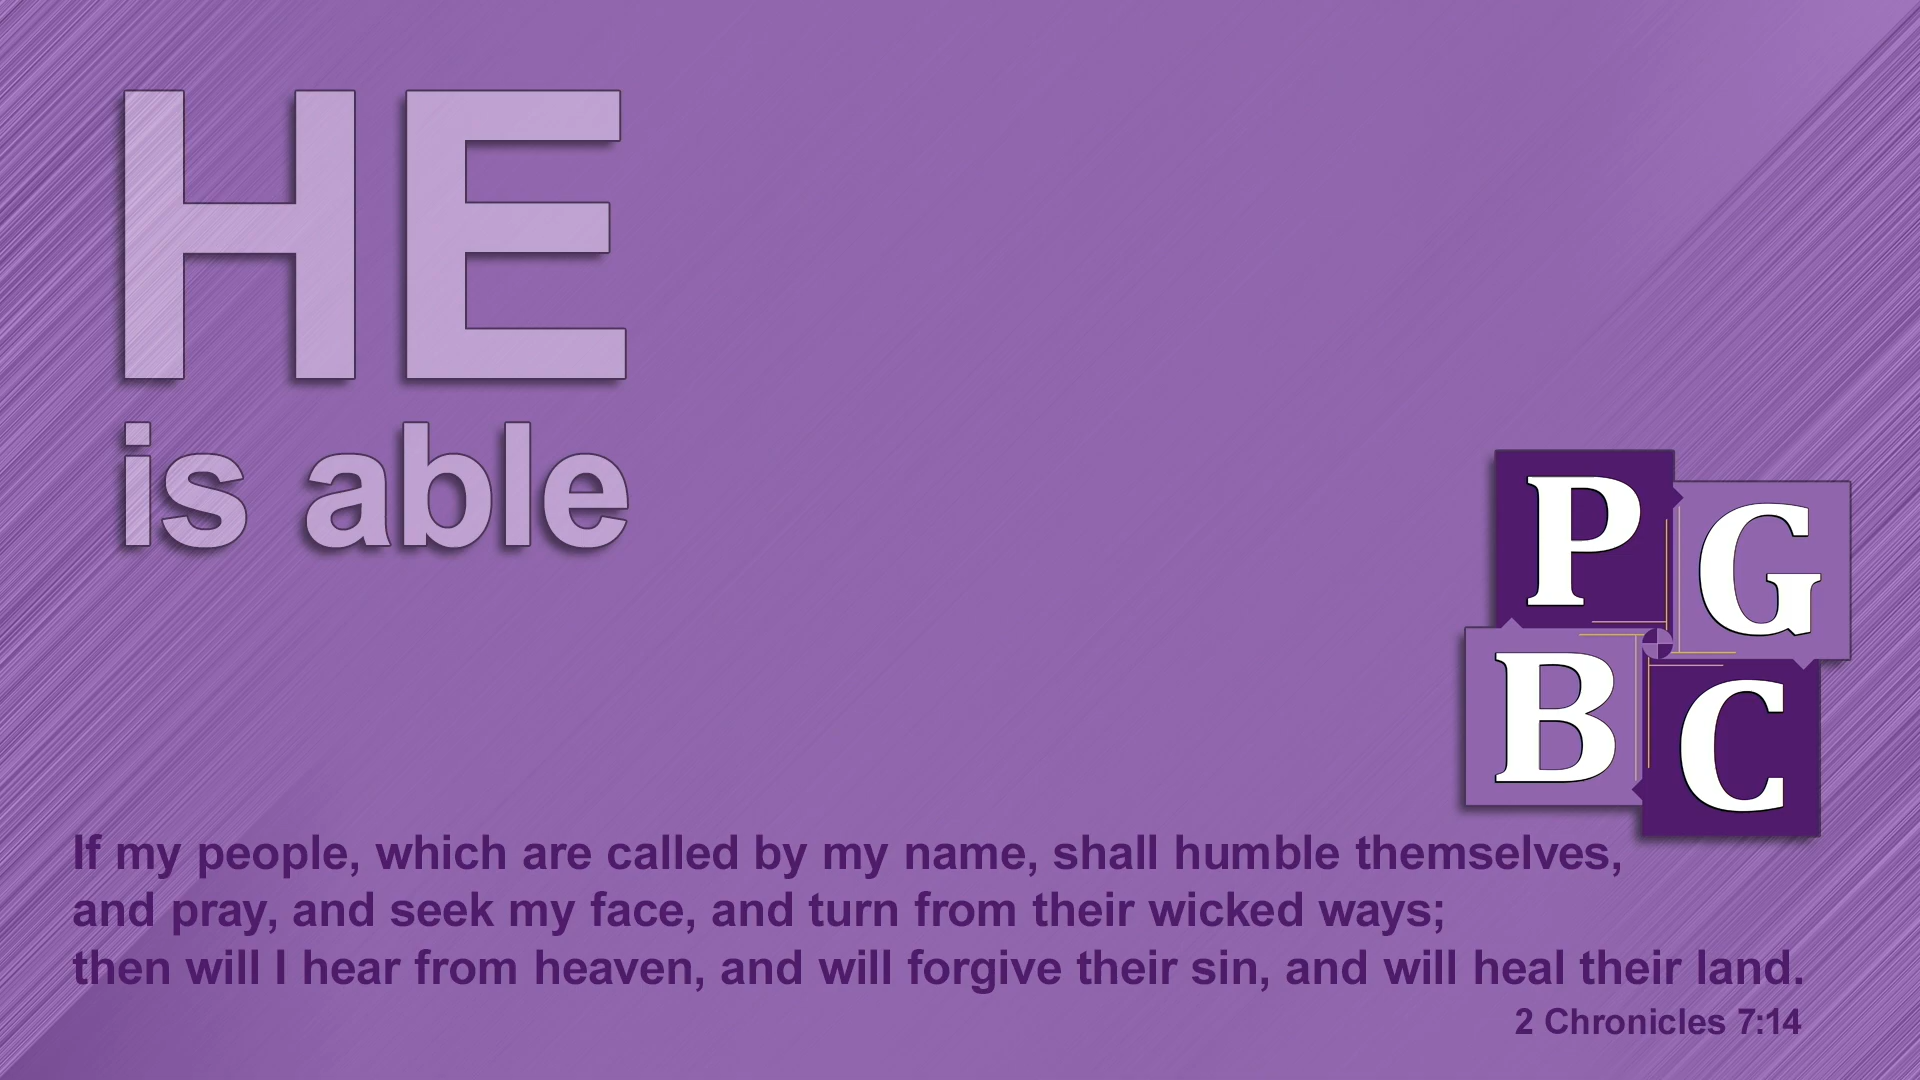 HE
is able
P G
B C
If my people, which are called by my name, shall humble themselves,
and pray, and seek my face, and turn from their wicked ways;
then will I hear from heaven, and will forgive their sin, and will heal their land.
2 Chronicles 7:14